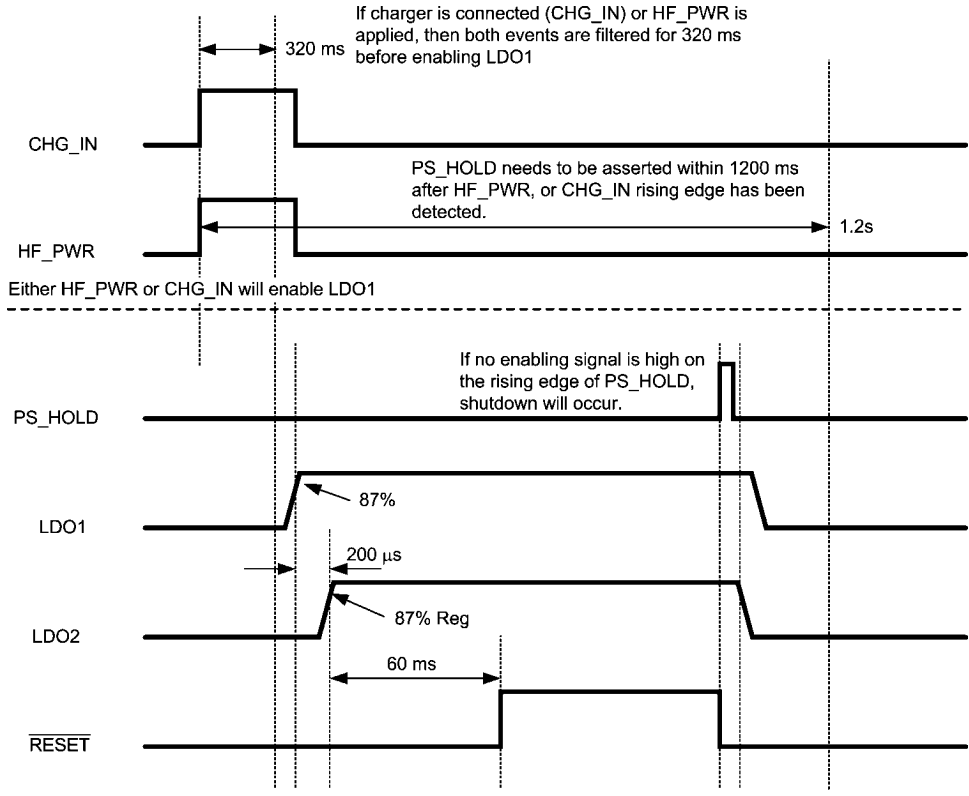 If charger is connected (CHG_IN) or HF_PWR is
applied, then both events are filtered for 320 ms
before enabling LDO1
320 ms
CHG_IN
PS_HOLD needs to be asserted within 1200 ms
after HF_PWR, or CHG_IN rising edge has been
detected.
1.2s
HF_PWR
Either HF_PWR or CHG_IN will enable LDO1
If no enabling signal is high on
the rising edge of PS_HOLD,
shutdown will occur.
PS_HOLD
87%
LDO1
200 μs
87% Reg
LDO2
60 ms
RESET